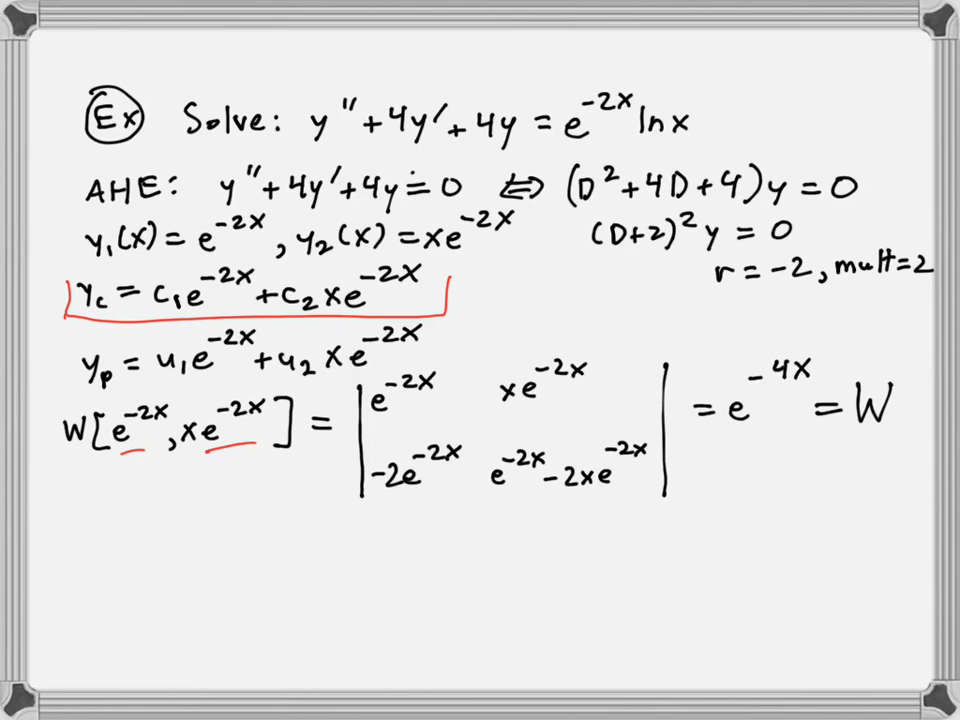 Ex Solve: y'' + 4y' + 4y = e^{-2x} ln x
AHE: y'' + 4y' + 4y = 0 ⇔ (D^2 + 4D + 4)y = 0
y_1(x) = e^{-2x}, y_2(x) = xe^{-2x}
(D+2)^2 y = 0
r = -2, mult = 2
y_c = c_1 e^{-2x} + c_2 xe^{-2x}
y_p = u_1 e^{-2x} + u_2 xe^{-2x}
W[e^{-2x}, xe^{-2x}] = | e^{-2x} xe^{-2x} | = e^{-4x} = W
| -2e^{-2x} e^{-2x} - 2xe^{-2x} |